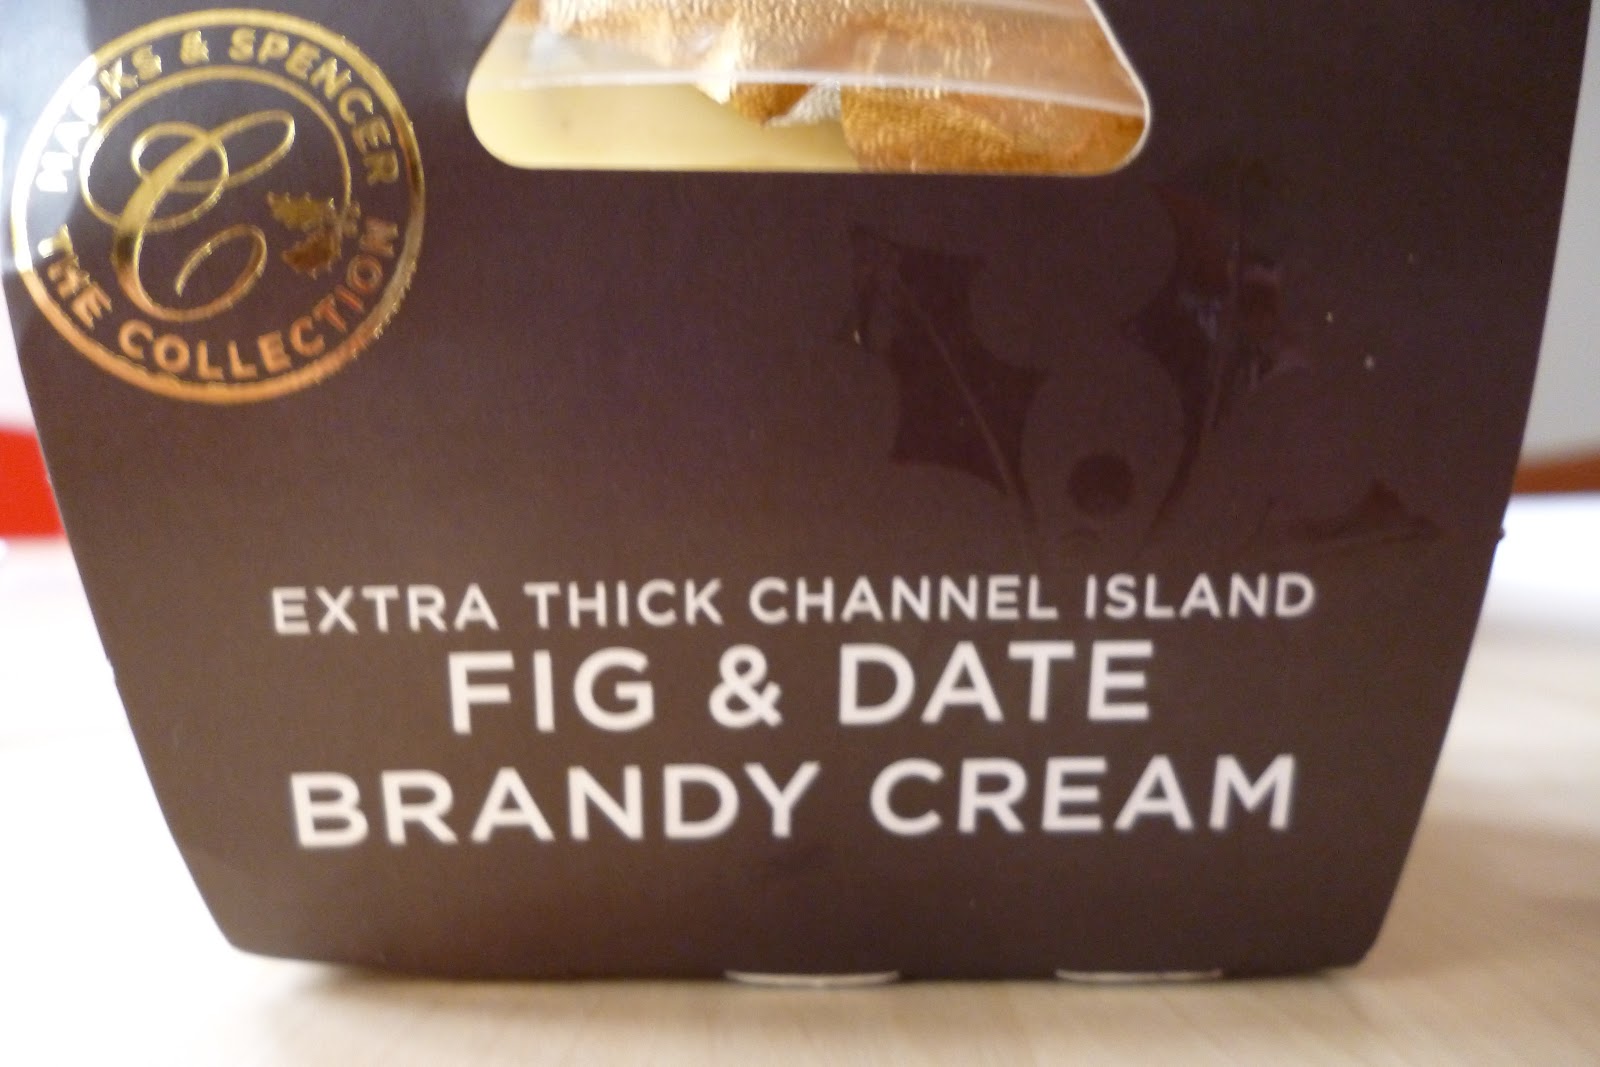 MARKS & SPENCER
C
THE COLLECTION
EXTRA THICK CHANNEL ISLAND
FIG & DATE
BRANDY CREAM